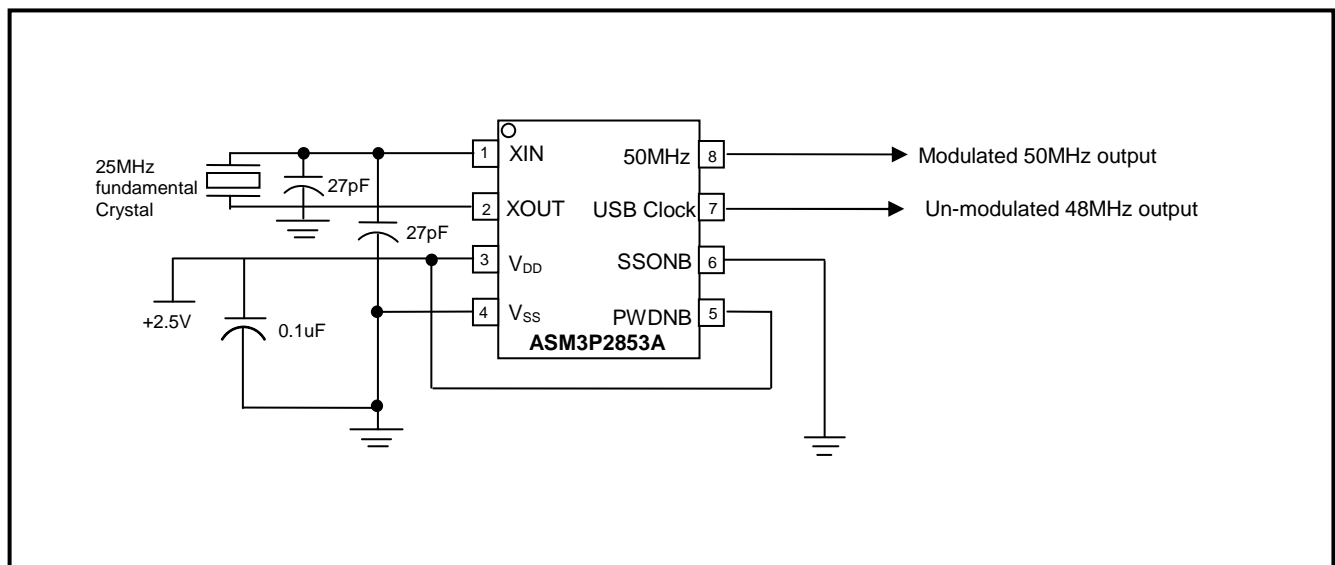 25MHz
fundamental
Crystal
27pF
27pF
+2.5V
0.1uF
1 XIN
2 XOUT
3 VDD
4 VSS
50MHz 8
USB Clock 7
SSONB 6
PWDNB 5
ASM3P2853A
Modulated 50MHz output
Un-modulated 48MHz output